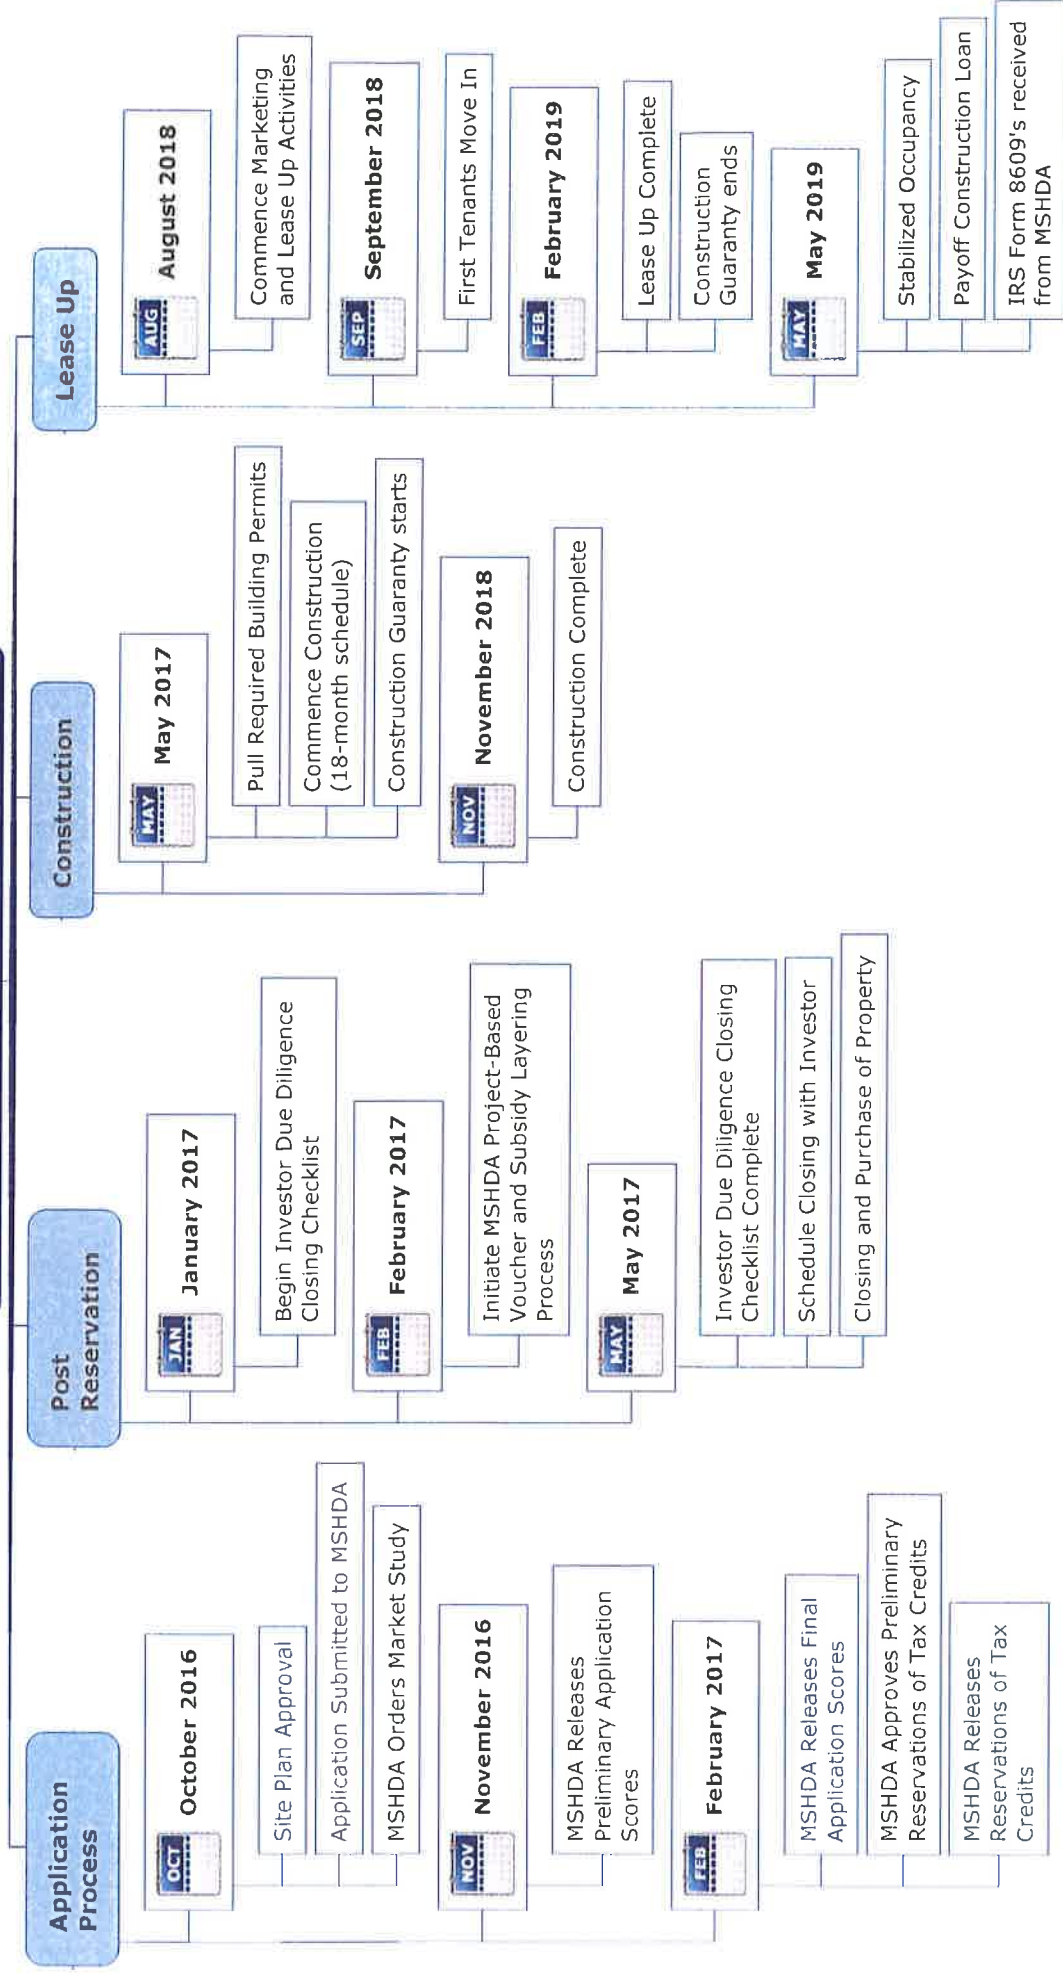 Application
Process
OCT
October 2016
Site Plan Approval
Application Submitted to MSHDA
MSHDA Orders Market Study
NOV
November 2016
MSHDA Releases
Preliminary Application
Scores
FEB
February 2017
MSHDA Releases Final
Application Scores
MSHDA Approves Preliminary
Reservations of Tax Credits
MSHDA Releases
Reservations of Tax
Credits
Post
Reservation
JAN
January 2017
Begin Investor Due Diligence
Closing Checklist
FEB
February 2017
Initiate MSHDA Project-Based
Voucher and Subsidy Layering
Process
MAY
May 2017
Investor Due Diligence Closing
Checklist Complete
Schedule Closing with Investor
Closing and Purchase of Property
Construction
MAY
May 2017
Pull Required Building Permits
Commence Construction
(18-month schedule)
Construction Guaranty starts
NOV
November 2018
Construction Complete
Lease Up
AUG
August 2018
Commence Marketing
and Lease Up Activities
SEP
September 2018
First Tenants Move In
FEB
February 2019
Lease Up Complete
Construction
Guaranty ends
MAY
May 2019
Stabilized Occupancy
Payoff Construction Loan
IRS Form 8609's received
from MSHDA